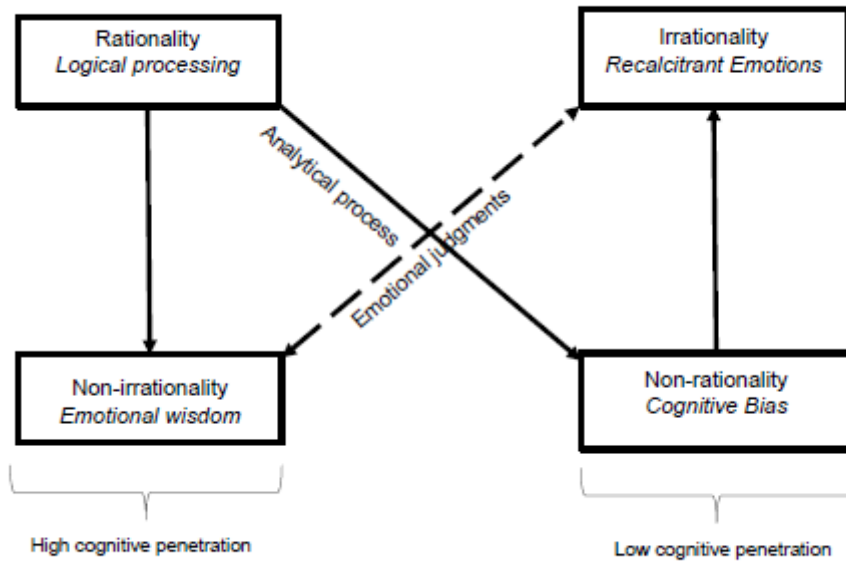 Rationality
Logical processing
Irrationality
Recalcitrant Emotions
Analytical process
Emotional judgments
Non-irrationality
Emotional wisdom
Non-rationality
Cognitive Bias
High cognitive penetration
Low cognitive penetration